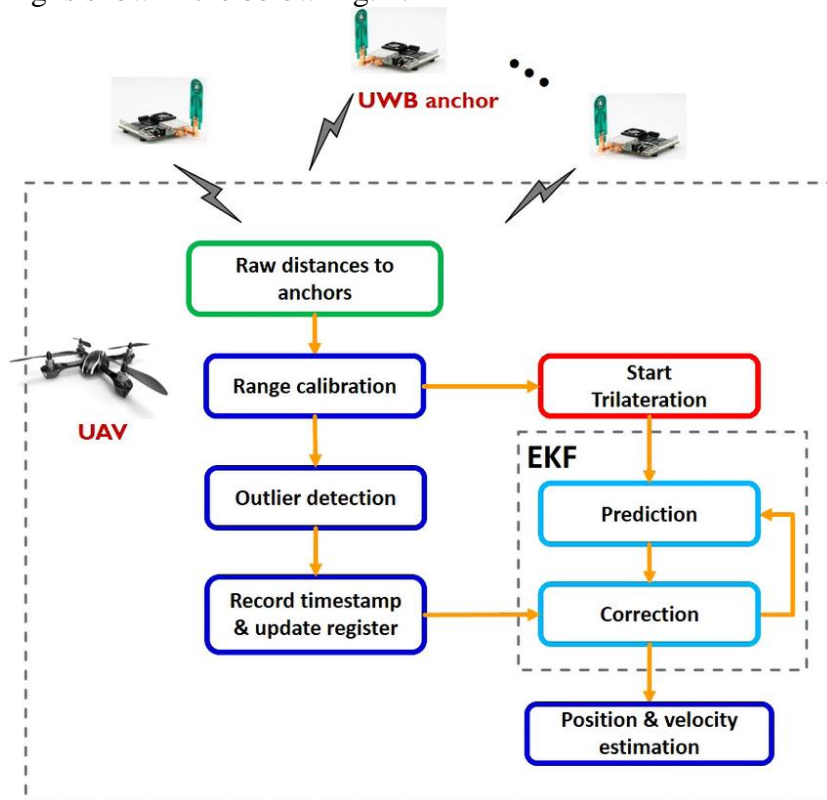 UWB anchor
Raw distances to
anchors
Range calibration
Start
Trilateration
UAV
EKF
Outlier detection
Prediction
Record timestamp
& update register
Correction
Position & velocity
estimation